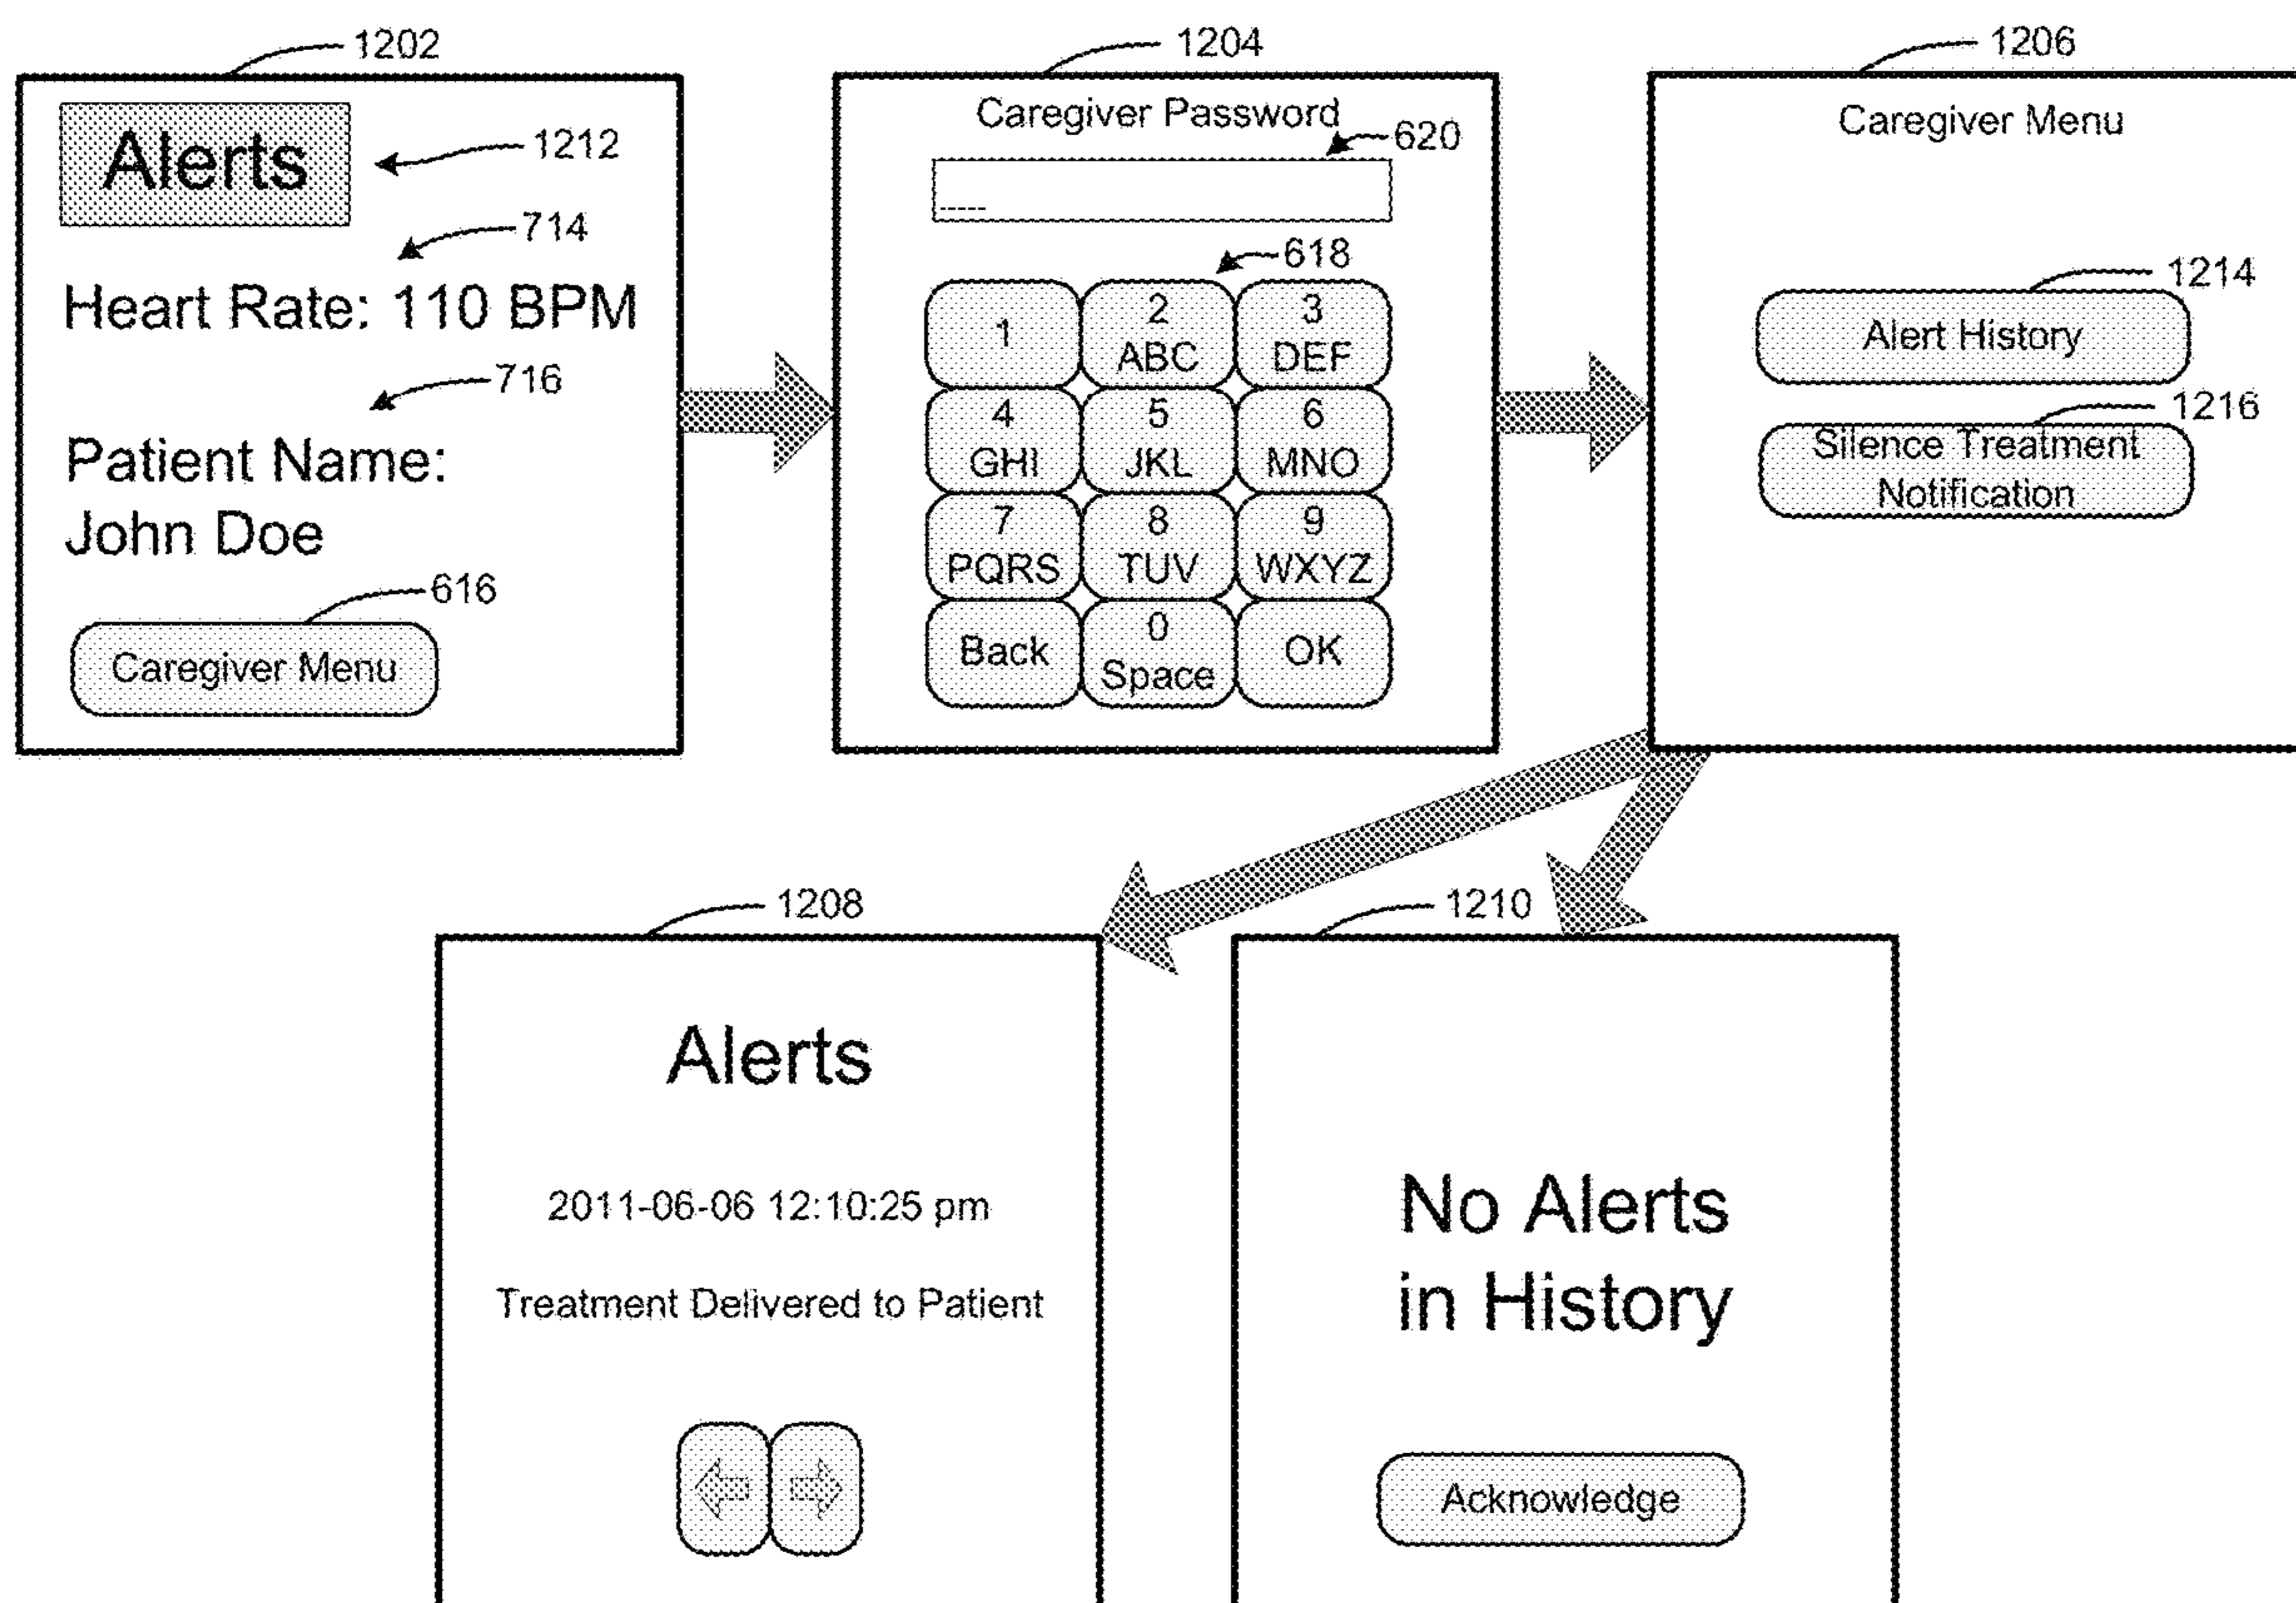 1202
Alerts
1212
714
Heart Rate: 110 BPM
716
Patient Name:
John Doe
616
Caregiver Menu
1204
Caregiver Password
620
-----
618
1
2
ABC
3
DEF
4
GHI
5
JKL
6
MNO
7
PQRS
8
TUV
9
WXYZ
Back
0
Space
OK
1206
Caregiver Menu
1214
Alert History
1216
Silence Treatment
Notification
1208
Alerts
2011-06-06 12:10:25 pm
Treatment Delivered to Patient
1210
No Alerts
in History
Acknowledge